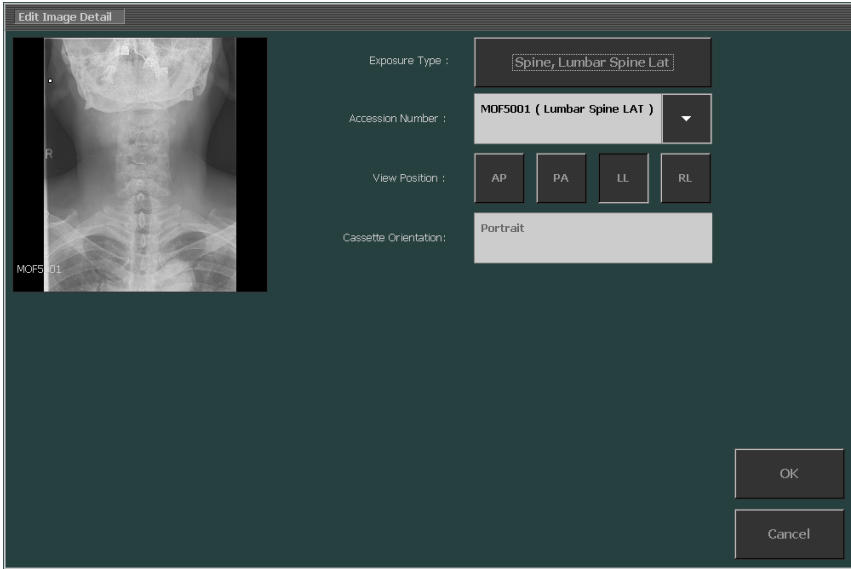 Edit Image Detail
Exposure Type :
Spine, Lumbar Spine Lat
Accession Number :
MOF5001 ( Lumbar Spine LAT )
R
View Position :
AP
PA
LL
RL
Cassette Orientation:
Portrait
MOF5001
OK
Cancel